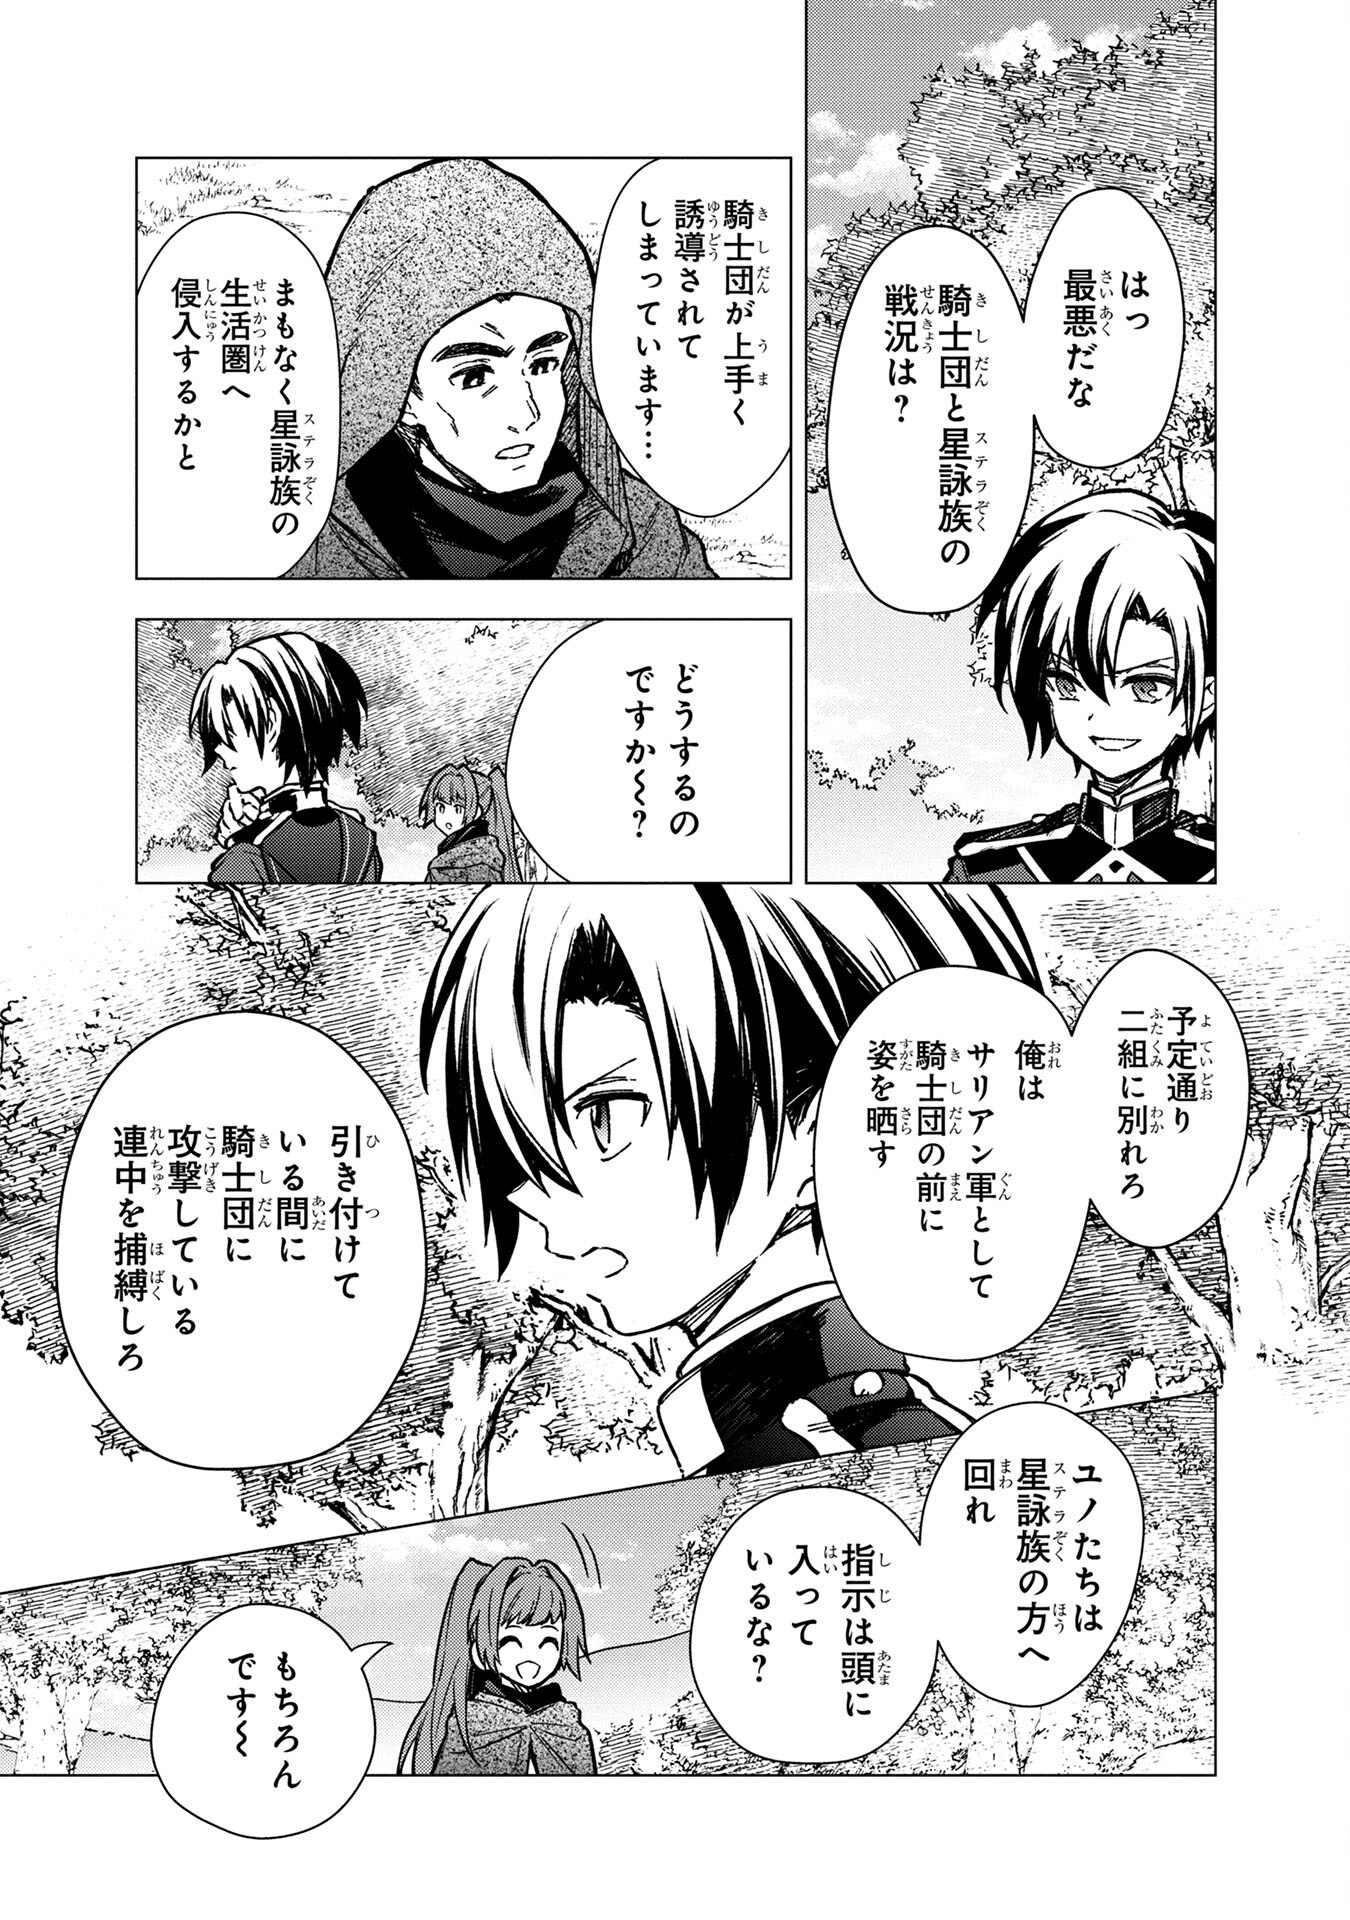 はっ
最悪だな
騎士団と星詠族の
戦況は?
騎士団が上手く
誘導されて
しまっています…
まもなく星詠族の
生活圏へ
侵入するかと
どうするの
ですか〜?
予定通り
二組に別れろ
俺は
サリアン軍として
騎士団の前に
姿を晒す
引き付けて
いる間に
騎士団に
攻撃している
連中を捕縛しろ
ユノたちは
星詠族の方へ
回れ
指示は頭に
入って
いるな?
もちろん
です〜